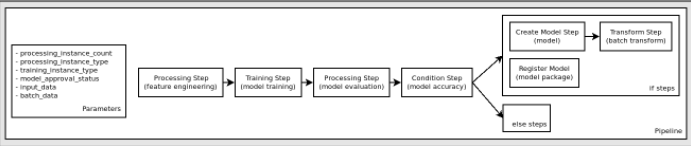 - processing_instance_count
- processing_instance_type
- training_instance_type
- model_approval_status
- input_data
- batch_data
Parameters
Processing Step
(feature engineering)
Training Step
(model training)
Processing Step
(model evaluation)
Condition Step
(model accuracy)
Create Model Step
(model)
Transform Step
(batch transform)
Register Model
(model package)
if steps
else steps
Pipeline